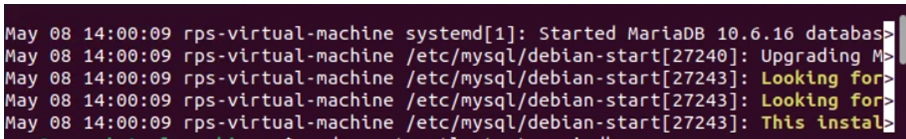 May 08 14:00:09 rps-virtual-machine systemd[1]: Started MariaDB 10.6.16 databas>
May 08 14:00:09 rps-virtual-machine /etc/mysql/debian-start[27240]: Upgrading M>
May 08 14:00:09 rps-virtual-machine /etc/mysql/debian-start[27243]: Looking for>
May 08 14:00:09 rps-virtual-machine /etc/mysql/debian-start[27243]: Looking for>
May 08 14:00:09 rps-virtual-machine /etc/mysql/debian-start[27243]: This instal>